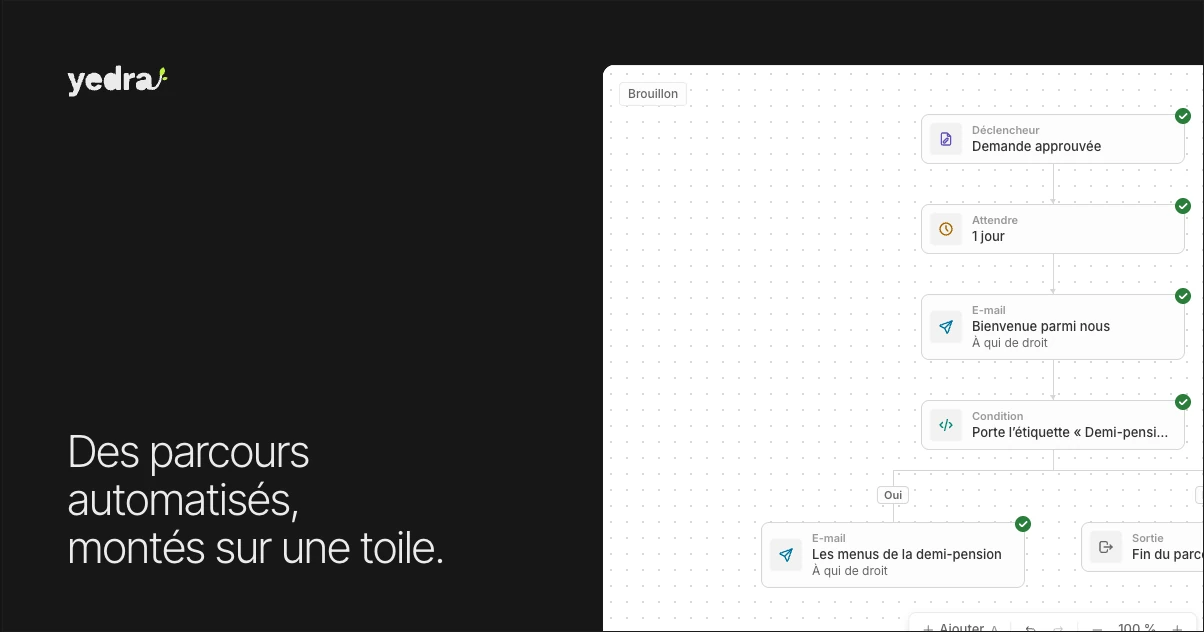 yedra
Des parcours
automatisés,
montés sur une toile.
Brouillon
Déclencheur
Demande approuvée
Attendre
1 jour
E-mail
Bienvenue parmi nous
À qui de droit
Condition
Porte l’étiquette « Demi-pensi…
Oui
E-mail
Les menus de la demi-pension
À qui de droit
Sortie
Fin du parc
Ajouter
100 %